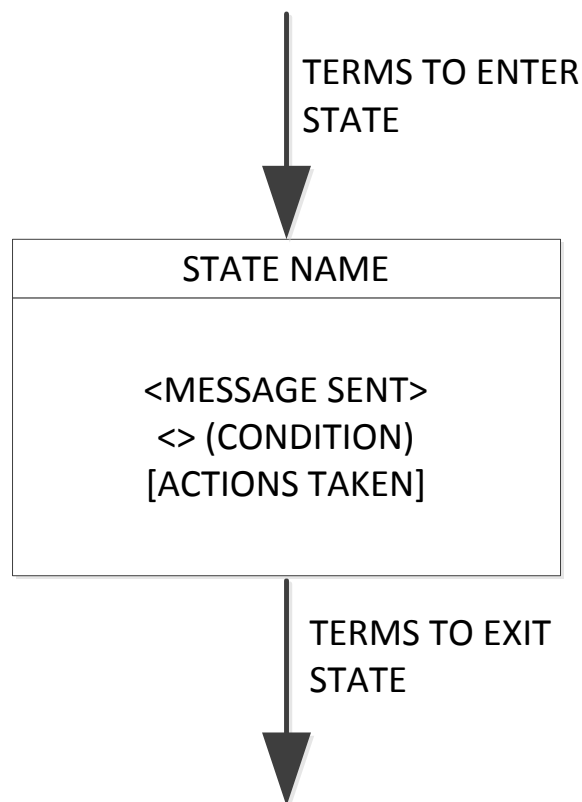 TERMS TO ENTER
STATE
STATE NAME
<MESSAGE SENT>
<> (CONDITION)
[ACTIONS TAKEN]
TERMS TO EXIT
STATE